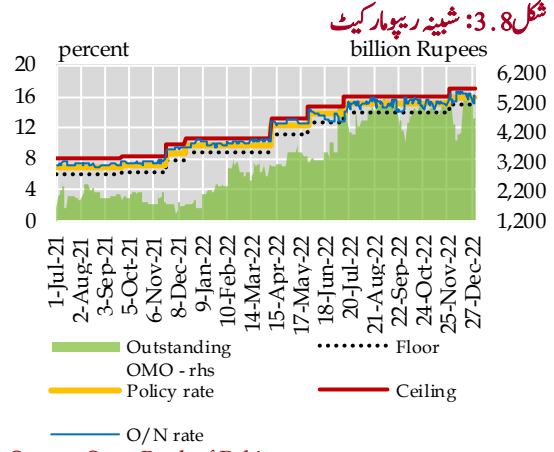 شکل 3.8: شبینہ ریپو مارکیٹ
percent billion Rupees
20 6,200
16 5,200
12 4,200
8 3,200
4 2,200
0 1,200
1-Jul-21
2-Aug-21
3-Sep-21
5-Oct-21
6-Nov-21
8-Dec-21
9-Jan-22
10-Feb-22
14-Mar-22
15-Apr-22
17-May-22
18-Jun-22
20-Jul-22
21-Aug-22
22-Sep-22
24-Oct-22
25-Nov-22
27-Dec-22
Outstanding OMO - rhs
Floor
Policy rate
Ceiling
O/N rate